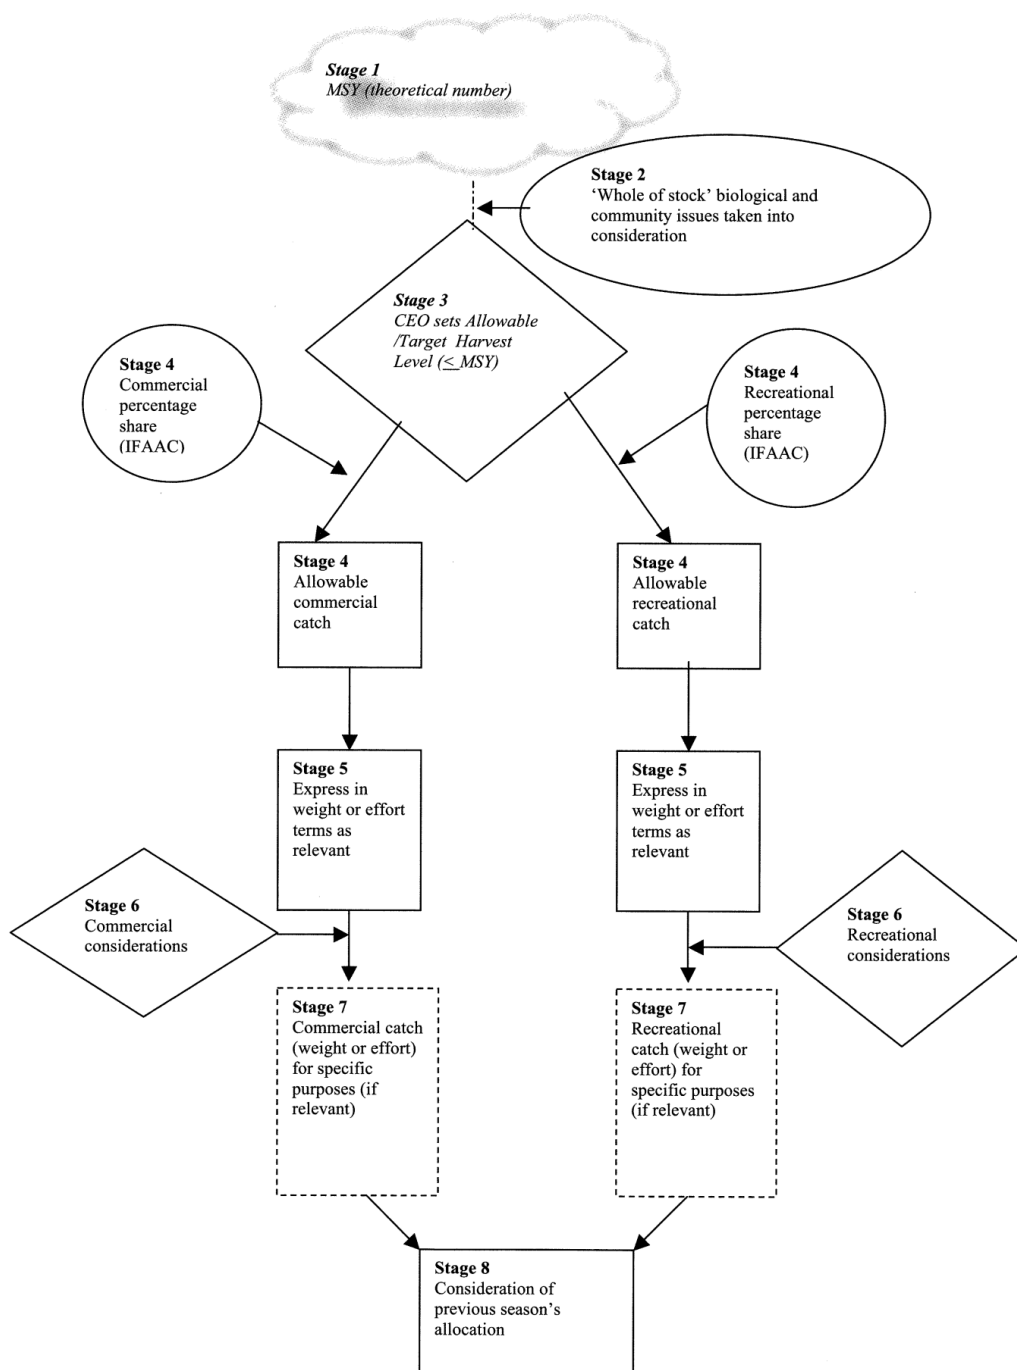 Stage 1
MSY (theoretical number)
Stage 2
‘Whole of stock’ biological and
community issues taken into
consideration
Stage 3
CEO sets Allowable
/Target Harvest
Level (≤ MSY)
Stage 4
Commercial
percentage
share
(IFAAC)
Stage 4
Recreational
percentage
share
(IFAAC)
Stage 4
Allowable
commercial
catch
Stage 4
Allowable
recreational
catch
Stage 5
Express in
weight or effort
terms as
relevant
Stage 5
Express in
weight or effort
terms as
relevant
Stage 6
Commercial
considerations
Stage 6
Recreational
considerations
Stage 7
Commercial catch
(weight or effort)
for specific
purposes (if
relevant)
Stage 7
Recreational
catch (weight or
effort) for
specific purposes
(if relevant)
Stage 8
Consideration of
previous season’s
allocation